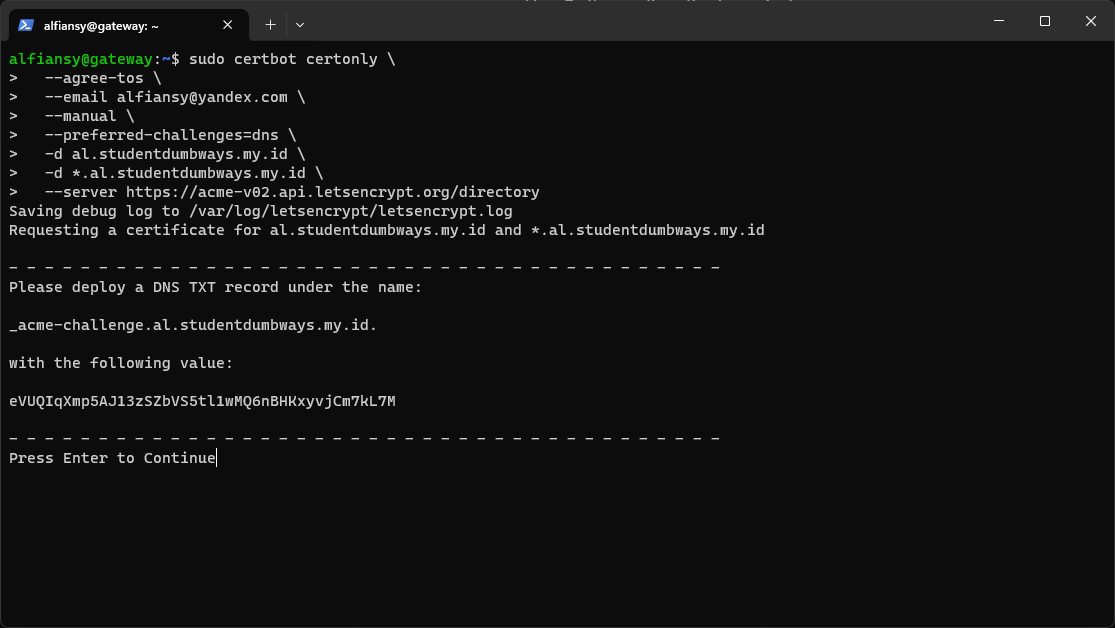 alfiansy@gateway: ~
alfiansy@gateway:~$ sudo certbot certonly \
>   --agree-tos \
>   --email alfiansy@yandex.com \
>   --manual \
>   --preferred-challenges=dns \
>   -d al.studentdumbways.my.id \
>   -d *.al.studentdumbways.my.id \
>   --server https://acme-v02.api.letsencrypt.org/directory
Saving debug log to /var/log/letsencrypt/letsencrypt.log
Requesting a certificate for al.studentdumbways.my.id and *.al.studentdumbways.my.id
- - - - - - - - - - - - - - - - - - - - - - - - - - - - - - - - - - - - - - - -
Please deploy a DNS TXT record under the name:
_acme-challenge.al.studentdumbways.my.id.
with the following value:
eVUQIqXmp5AJ13zSZbVS5tl1wMQ6nBHKxyvjCm7kL7M
- - - - - - - - - - - - - - - - - - - - - - - - - - - - - - - - - - - - - - - -
Press Enter to Continue